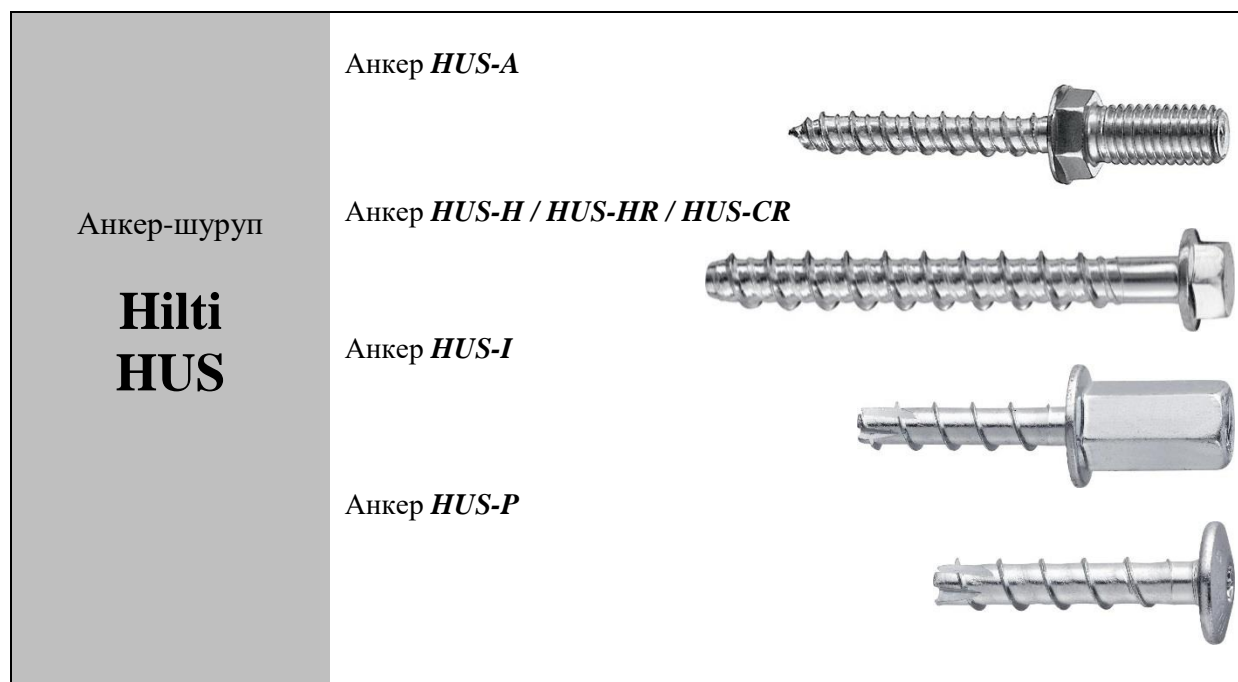 Анкер-шуруп
Hilti
HUS
Анкер HUS-A
Анкер HUS-H / HUS-HR / HUS-CR
Анкер HUS-I
Анкер HUS-P